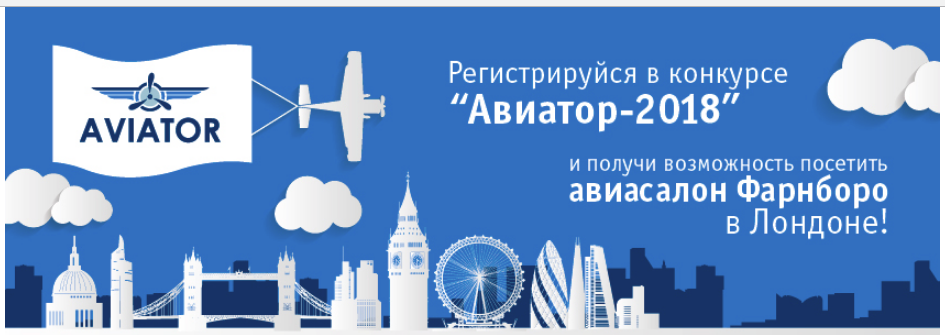 AVIATOR
Регистрируйся в конкурсе
“Авиатор-2018”
и получи возможность посетить
авиасалон Фарнборо
в Лондоне!